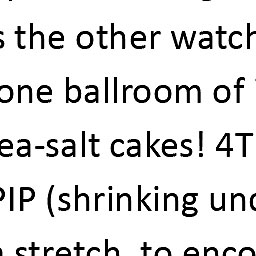 the other watch
one ballroom of
ea-salt cakes! 4T
PIP (shrinking und
stretch, to enco